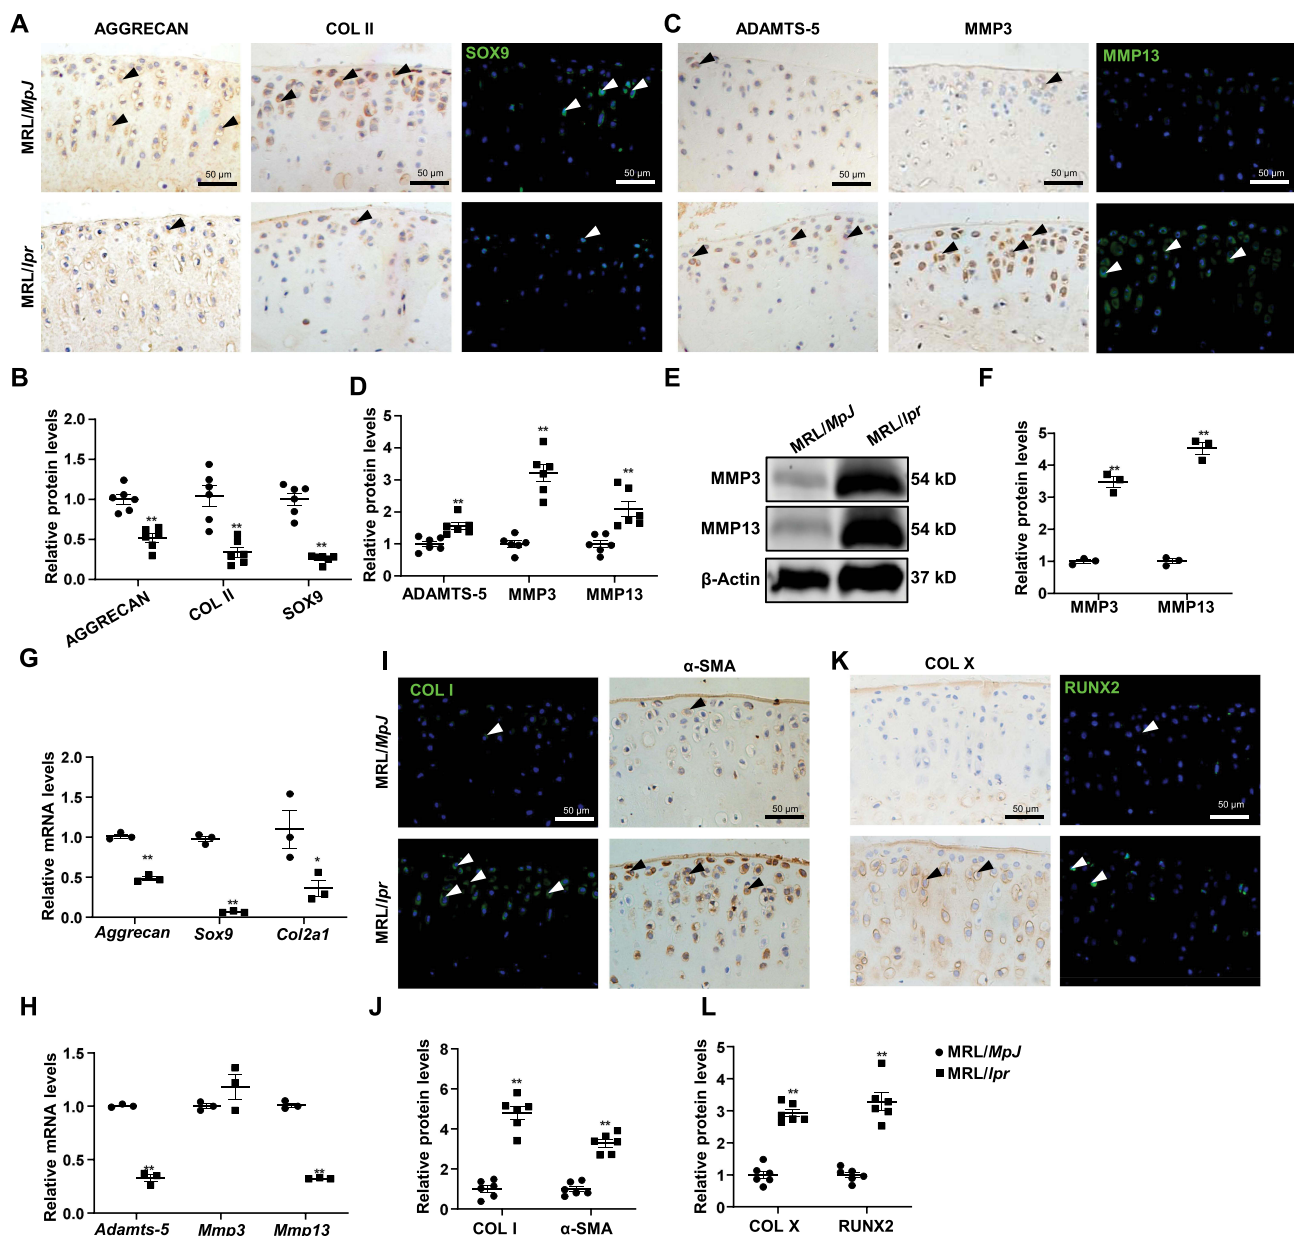 A
AGGRECAN
COL II
SOX9
MRL/MpJ
50 µm
50 µm
50 µm
MRL/lpr
C
ADAMTS-5
MMP3
MMP13
50 µm
50 µm
50 µm
B
Relative protein levels
2.0
1.5
1.0
0.5
0.0
**
**
**
AGGRECAN
COL II
SOX9
D
Relative protein levels
5
4
3
2
1
0
**
**
**
ADAMTS-5
MMP3
MMP13
E
MRL/MpJ
MRL/lpr
MMP3
54 kD
MMP13
54 kD
β-Actin
37 kD
F
Relative protein levels
5
4
3
2
1
0
**
**
MMP3
MMP13
G
Relative mRNA levels
2.0
1.5
1.0
0.5
0.0
**
**
*
Aggrecan
Sox9
Col2a1
H
Relative mRNA levels
1.5
1.0
0.5
0.0
**
**
Adamts-5
Mmp3
Mmp13
I
COL I
α-SMA
MRL/MpJ
50 µm
50 µm
MRL/lpr
J
Relative protein levels
8
6
4
2
0
**
**
COL I
α-SMA
K
COL X
RUNX2
50 µm
50 µm
L
Relative protein levels
5
4
3
2
1
0
**
**
COL X
RUNX2
MRL/MpJ
MRL/lpr